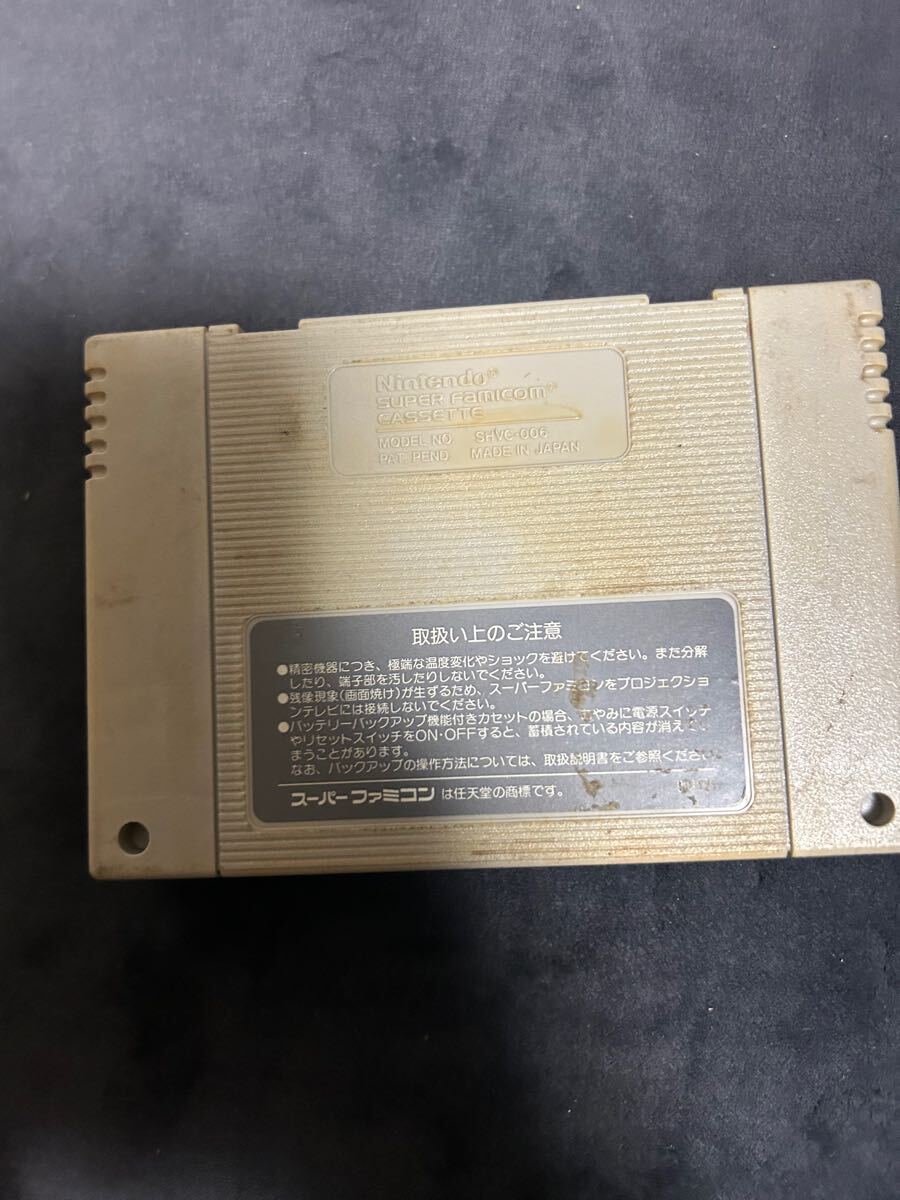 Nintendo®
SUPER Famicom
CASSETTE
MODEL NO. SHVC-006
PAT. PEND. MADE IN JAPAN
取扱い上のご注意
●精密機器につき、極端な温度変化やショックを避けてください。また分解
したり、端子部を汚したりしないでください。
●残像現象(画面焼け)が生ずるため、スーパーファミコンをプロジェクショ
ンテレビには接続しないでください。
●バッテリーバックアップ機能付きカセットの場合、むやみに電源スイッチ
やリセットスイッチをON・OFFすると、蓄積されている内容が消えて
まうことがあります。
なお、バックアップの操作方法については、取扱説明書をご参照ください
スーパーファミコン は任天堂の商標です。